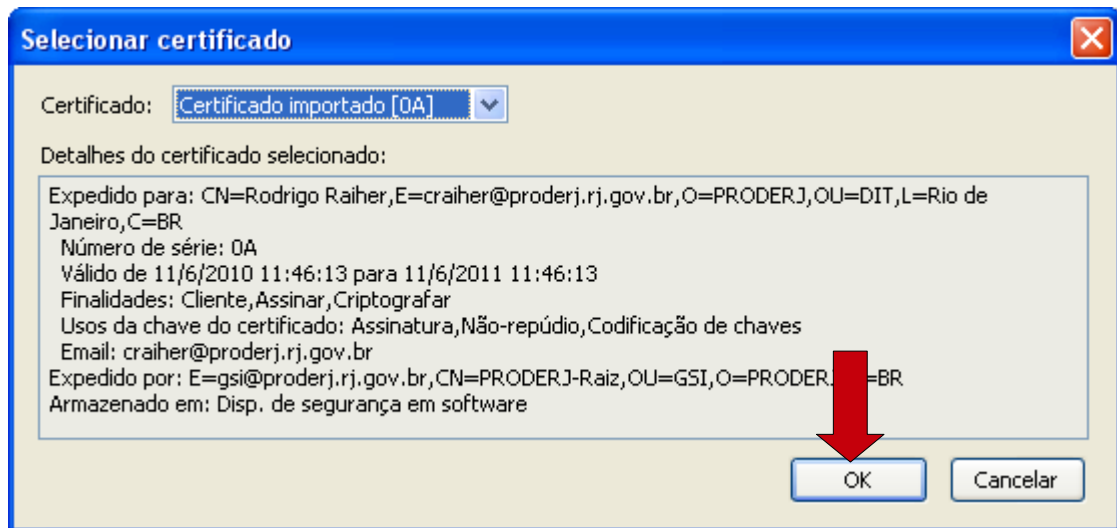 Selecionar certificado
Certificado: Certificado importado [0A]
Detalhes do certificado selecionado:
Expedido para: CN=Rodrigo Raiher,E=craiher@proderj.rj.gov.br,O=PRODERJ,OU=DIT,L=Rio de
Janeiro,C=BR
Número de série: 0A
Válido de 11/6/2010 11:46:13 para 11/6/2011 11:46:13
Finalidades: Cliente,Assinar,Criptografar
Usos da chave do certificado: Assinatura,Não-repúdio,Codificação de chaves
Email: craiher@proderj.rj.gov.br
Expedido por: E=gsi@proderj.rj.gov.br,CN=PRODERJ-Raiz,OU=GSI,O=PRODERJ =BR
Armazenado em: Disp. de segurança em software
OK Cancelar